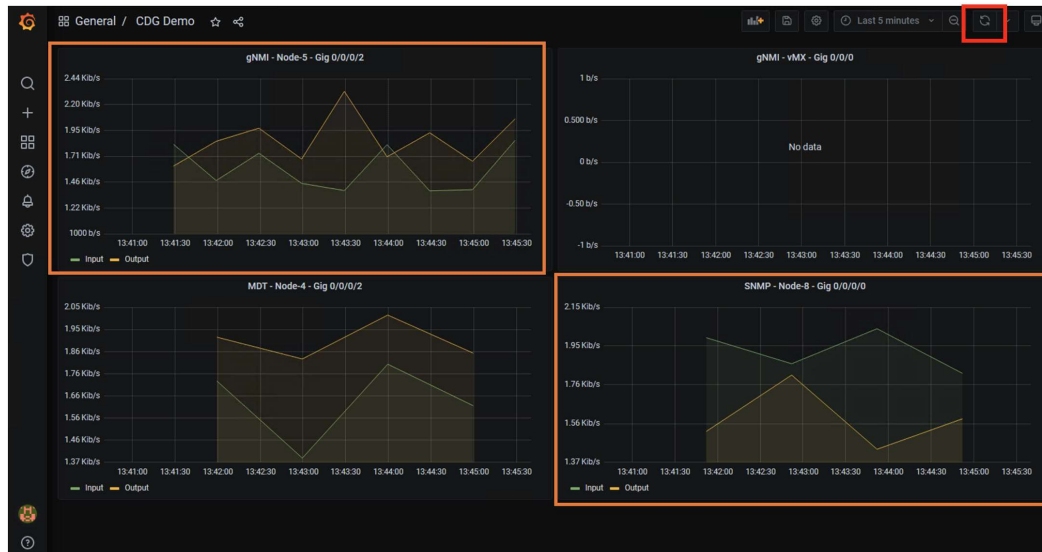 General / CDG Demo
Last 5 minutes
gNMI - Node-5 - Gig 0/0/0/2
2.44 Kib/s
2.20 Kib/s
1.95 Kib/s
1.71 Kib/s
1.46 Kib/s
1.22 Kib/s
1000 b/s
13:41:00 13:41:30 13:42:00 13:42:30 13:43:00 13:43:30 13:44:00 13:44:30 13:45:00 13:45:30
Input Output
gNMI - vMX - Gig 0/0/0
1 b/s
0.500 b/s
0 b/s
-0.50 b/s
-1 b/s
No data
13:41:00 13:41:30 13:42:00 13:42:30 13:43:00 13:43:30 13:44:00 13:44:30 13:45:00 13:45:30
MDT - Node-4 - Gig 0/0/0/2
2.05 Kib/s
1.95 Kib/s
1.86 Kib/s
1.76 Kib/s
1.66 Kib/s
1.56 Kib/s
1.46 Kib/s
1.37 Kib/s
13:41:00 13:41:30 13:42:00 13:42:30 13:43:00 13:43:30 13:44:00 13:44:30 13:45:00 13:45:30
Input Output
SNMP - Node-8 - Gig 0/0/0/0
2.15 Kib/s
1.95 Kib/s
1.76 Kib/s
1.56 Kib/s
1.37 Kib/s
13:41:00 13:41:30 13:42:00 13:42:30 13:43:00 13:43:30 13:44:00 13:44:30 13:45:00 13:45:30
Input Output